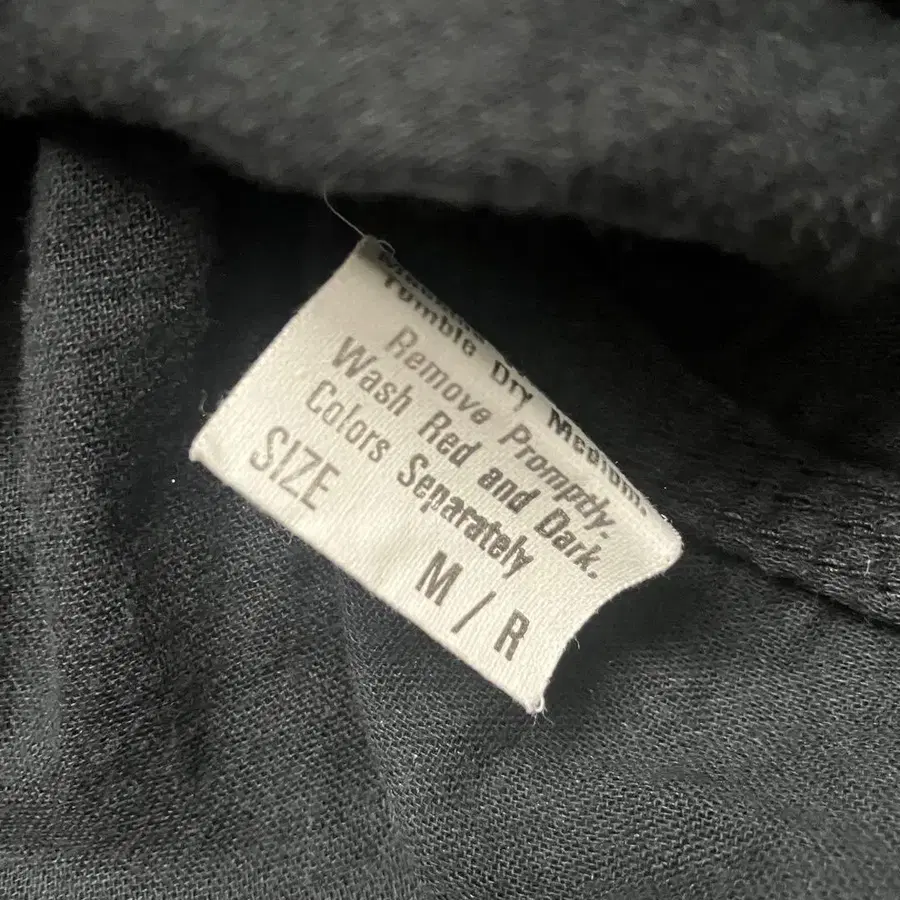 Tumble Dry Medium.
Remove Promptly.
Wash Red and Dark.
Colors Separately
SIZE M / R